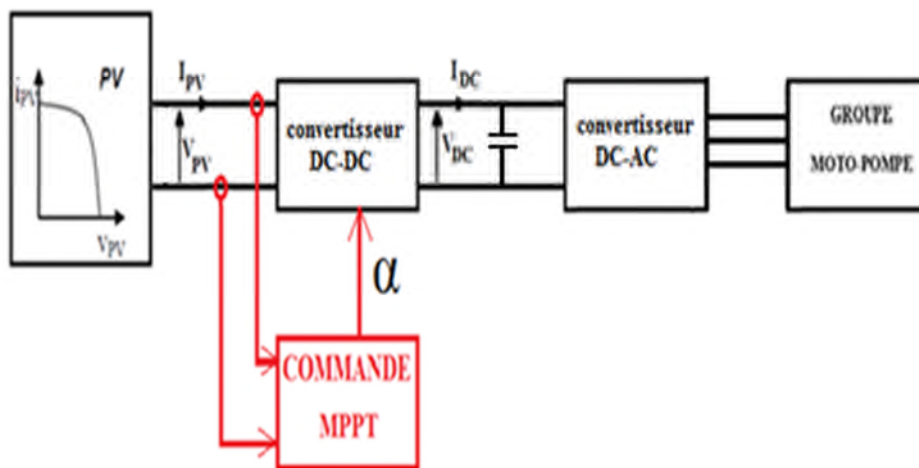 PV
iPV
VPV
IPV
VPV
convertisseur
DC-DC
IDC
VDC
convertisseur
DC-AC
GROUPE
MOTO-POMPE
α
COMMANDE
MPPT